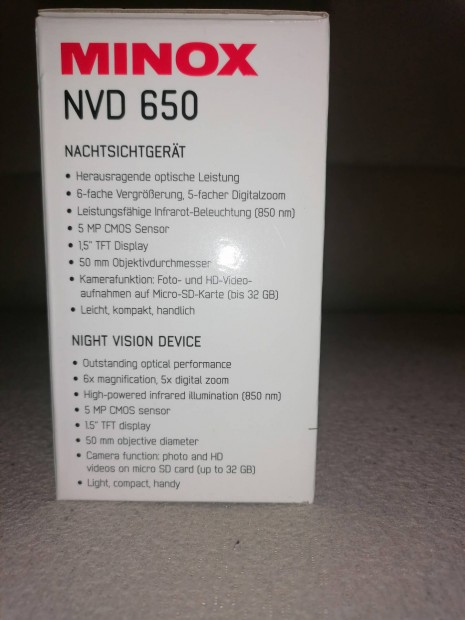 MINOX
NVD 650
NACHTSICHTGERÄT
• Herausragende optische Leistung
• 6-fache Vergrößerung, 5-facher Digitalzoom
• Leistungsfähige Infrarot-Beleuchtung (850 nm)
• 5 MP CMOS Sensor
• 1,5" TFT Display
• 50 mm Objektivdurchmesser
• Kamerafunktion: Foto- und HD-Video-
aufnahmen auf Micro-SD-Karte (bis 32 GB)
• Leicht, kompakt, handlich
NIGHT VISION DEVICE
• Outstanding optical performance
• 6x magnification, 5x digital zoom
• High-powered infrared illumination (850 nm)
• 5 MP CMOS sensor
• 1.5" TFT display
• 50 mm objective diameter
• Camera function: photo and HD
videos on micro SD card (up to 32 GB)
• Light, compact, handy